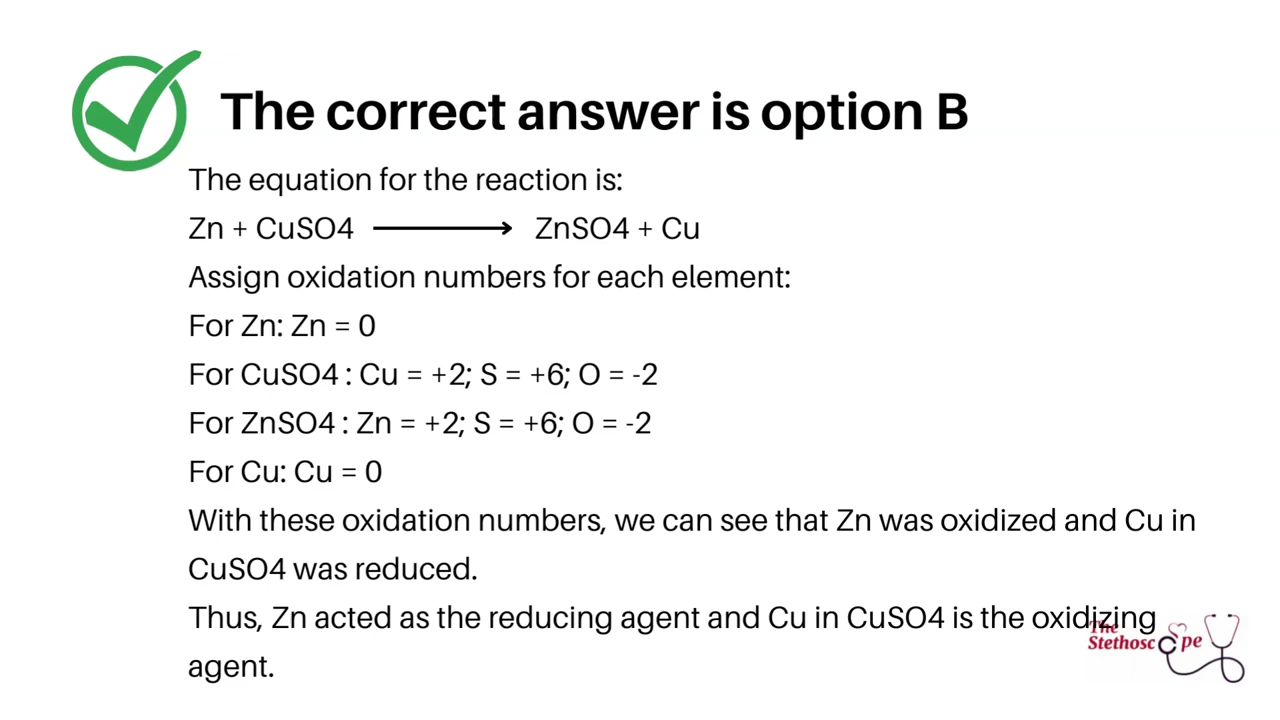 The correct answer is option B
The equation for the reaction is:
Zn + CuSO4 ⟶ ZnSO4 + Cu
Assign oxidation numbers for each element:
For Zn: Zn = 0
For CuSO4 : Cu = +2; S = +6; O = -2
For ZnSO4 : Zn = +2; S = +6; O = -2
For Cu: Cu = 0
With these oxidation numbers, we can see that Zn was oxidized and Cu in
CuSO4 was reduced.
Thus, Zn acted as the reducing agent and Cu in CuSO4 is the oxidizing
agent.
The
Stethoscope